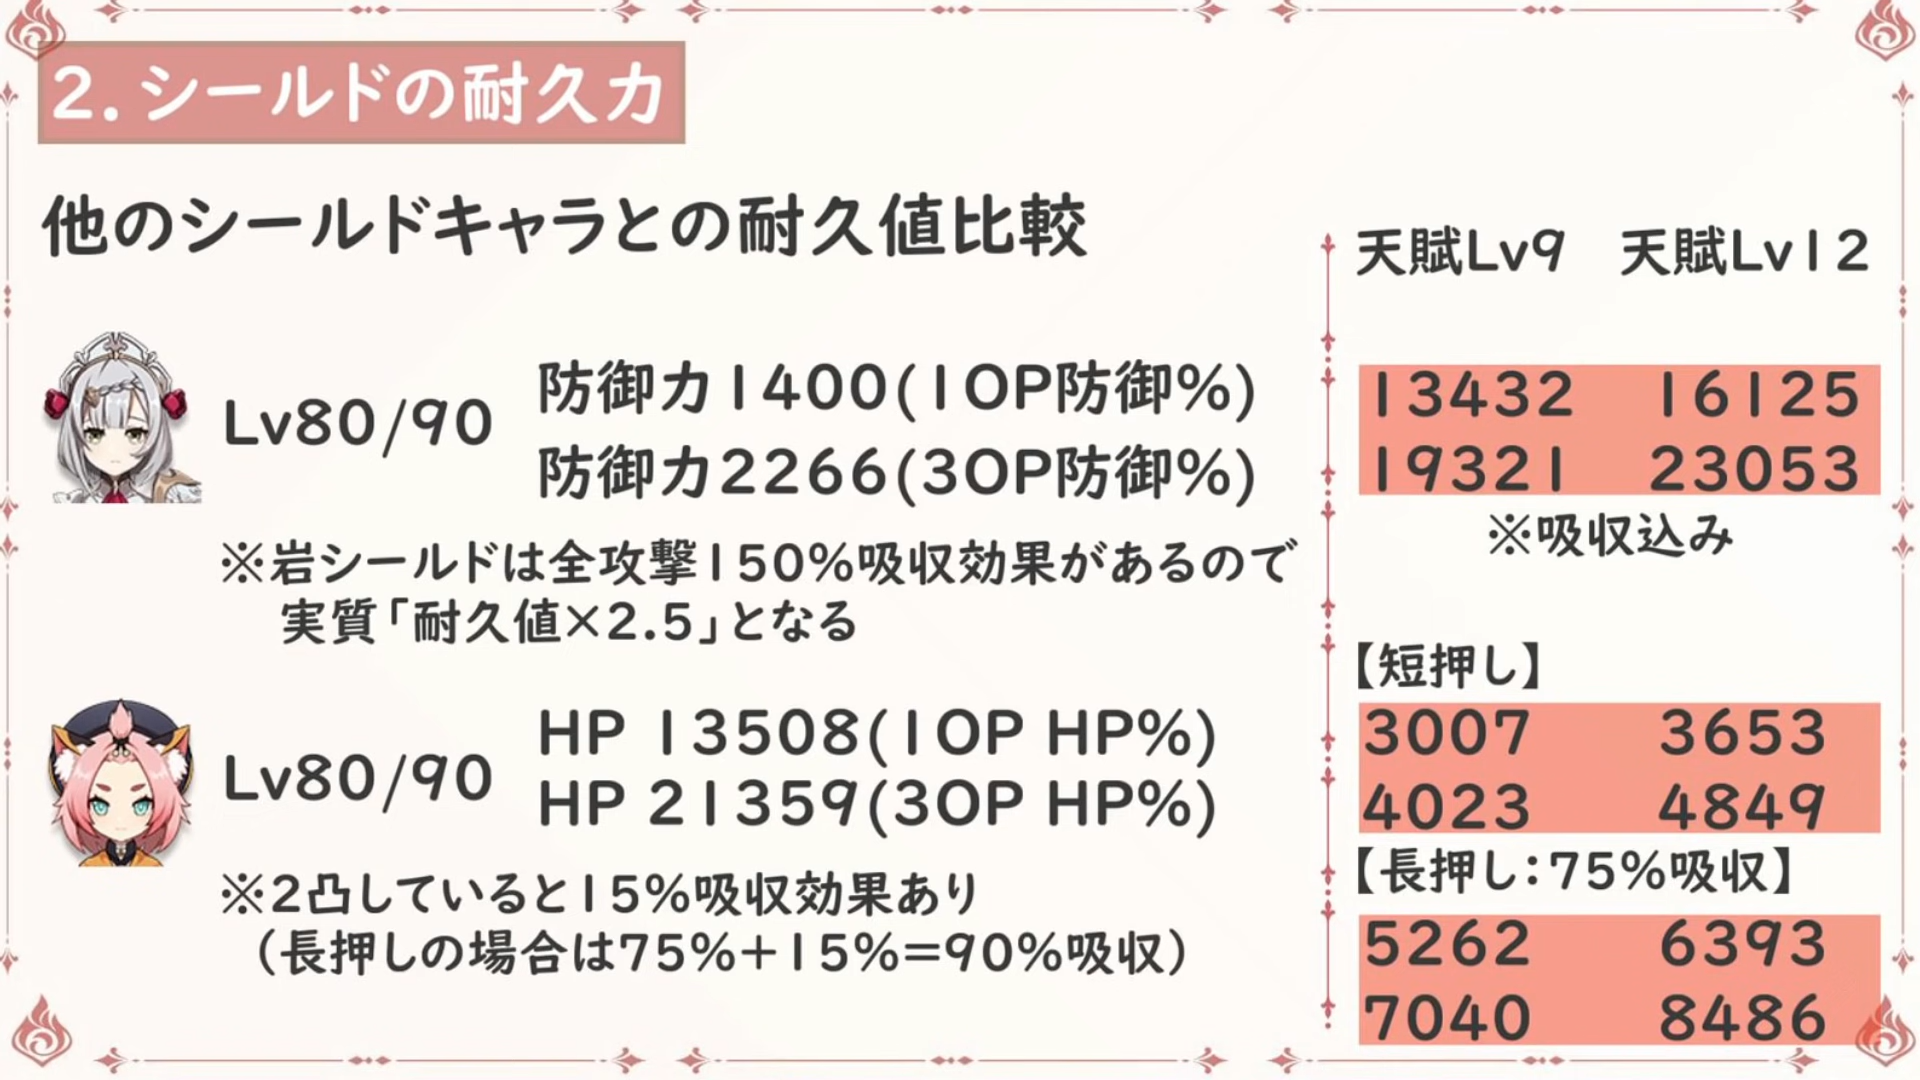 2.シールドの耐久力
他のシールドキャラとの耐久値比較
天賦Lv9 天賦Lv12
Lv80/90
防御力1400(1OP防御%)
13432 16125
防御力2266(3OP防御%)
19321 23053
※吸収込み
※岩シールドは全攻撃150%吸収効果があるので
実質「耐久値×2.5」となる
【短押し】
Lv80/90
HP 13508(1OP HP%)
3007 3653
HP 21359(3OP HP%)
4023 4849
【長押し:75%吸収】
※2凸していると15%吸収効果あり
(長押しの場合は75%+15%=90%吸収)
5262 6393
7040 8486